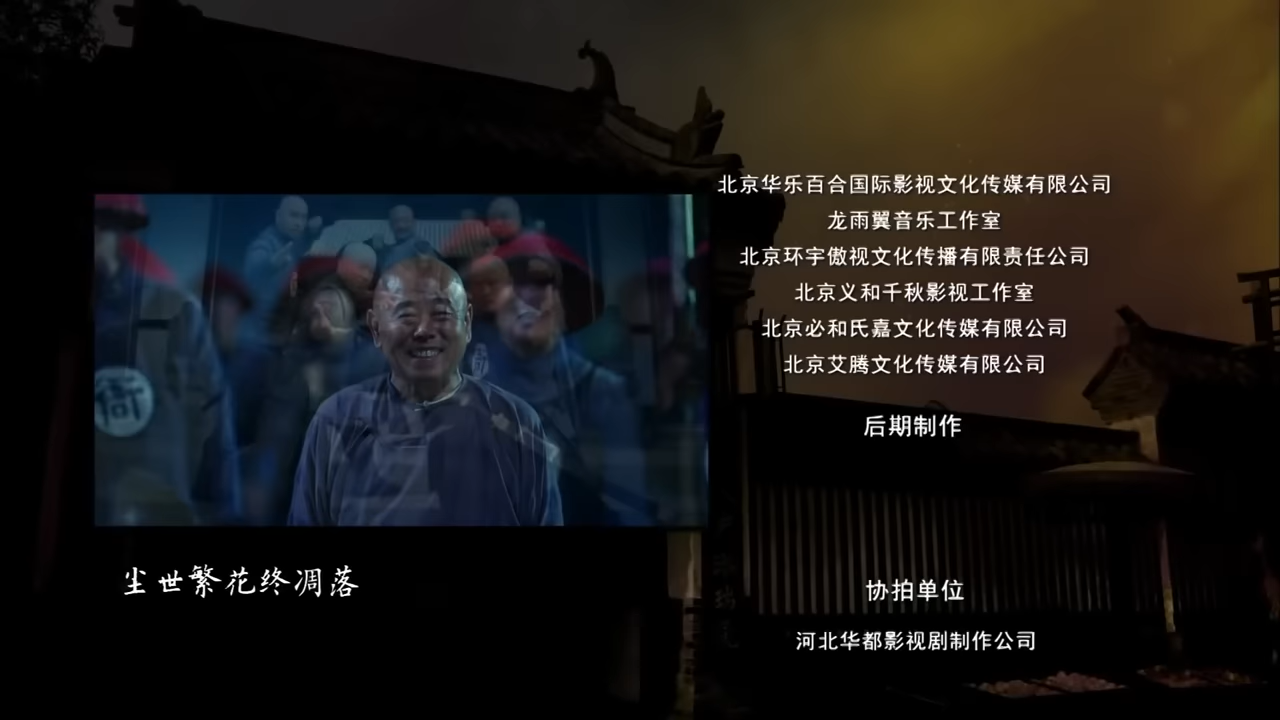 北京华乐百合国际影视文化传媒有限公司
龙雨翼音乐工作室
北京环宇傲视文化传播有限责任公司
北京义和千秋影视工作室
北京必和氏嘉文化传媒有限公司
北京艾腾文化传媒有限公司
后期制作
协拍单位
河北华都影视剧制作公司
衙
尘世繁花终凋落